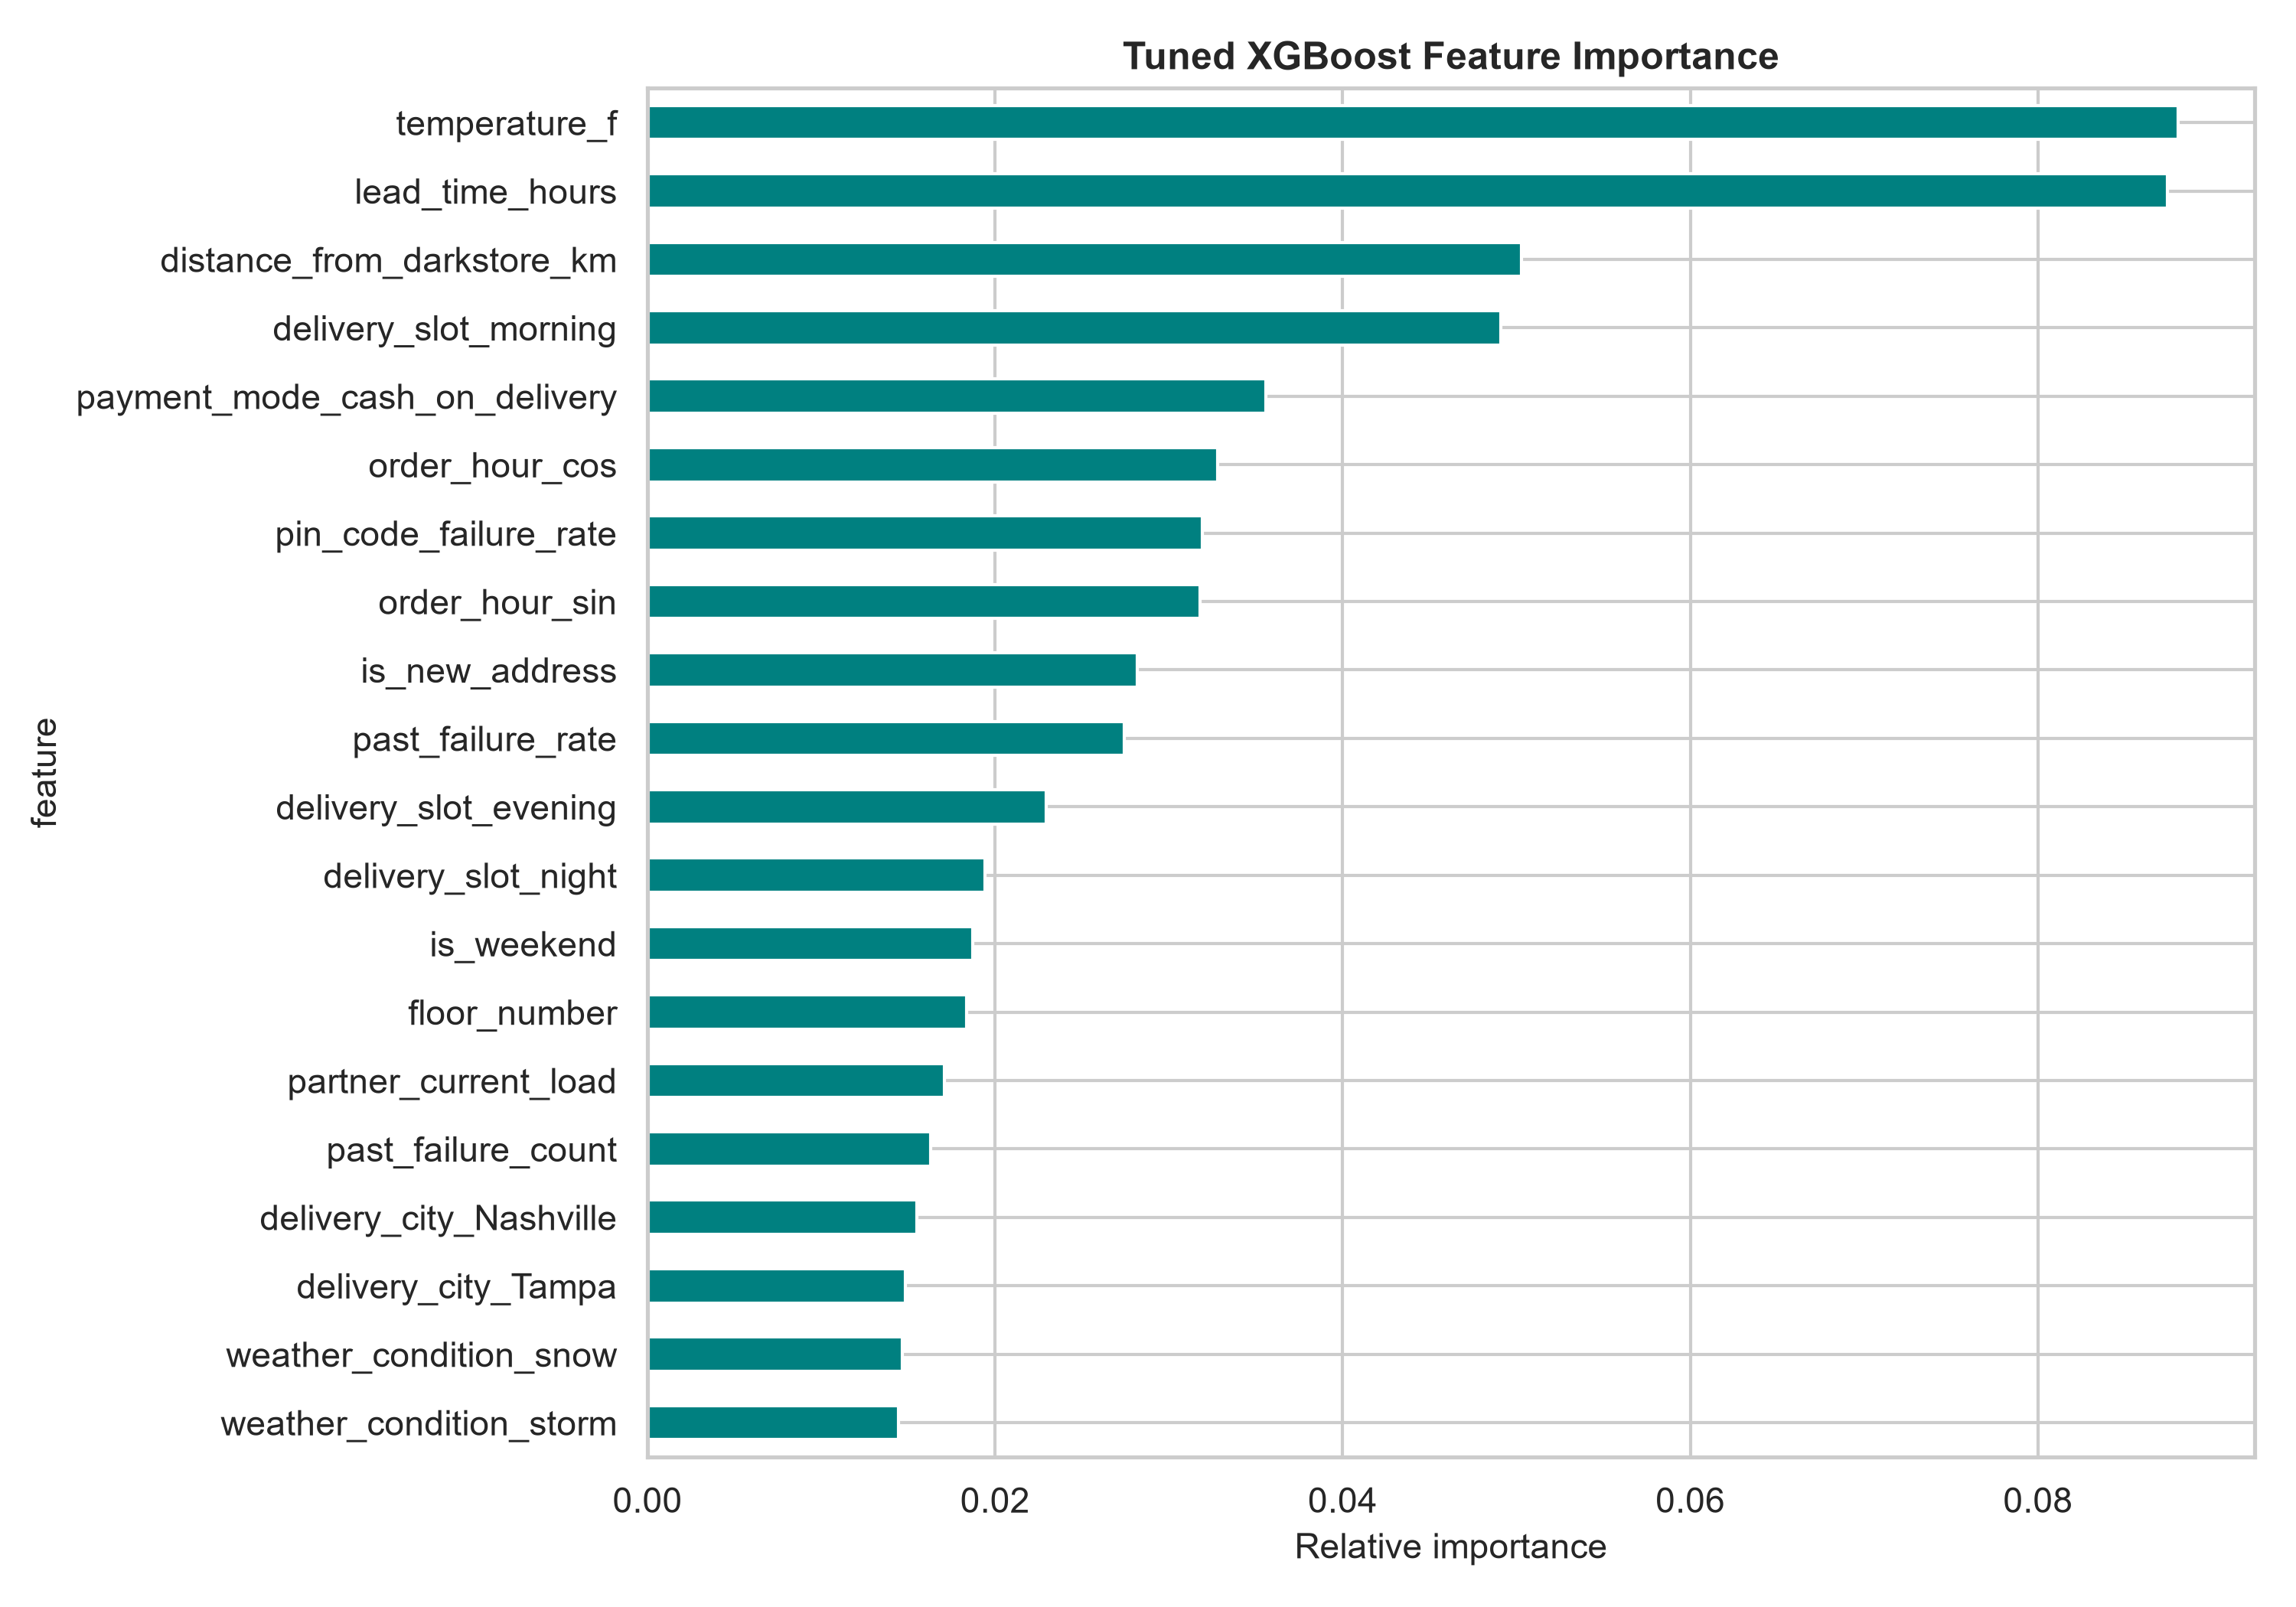 Tuned XGBoost Feature Importance
temperature_f
lead_time_hours
distance_from_darkstore_km
delivery_slot_morning
payment_mode_cash_on_delivery
order_hour_cos
pin_code_failure_rate
order_hour_sin
is_new_address
past_failure_rate
delivery_slot_evening
delivery_slot_night
is_weekend
floor_number
partner_current_load
past_failure_count
delivery_city_Nashville
delivery_city_Tampa
weather_condition_snow
weather_condition_storm
feature
0.00 0.02 0.04 0.06 0.08
Relative importance